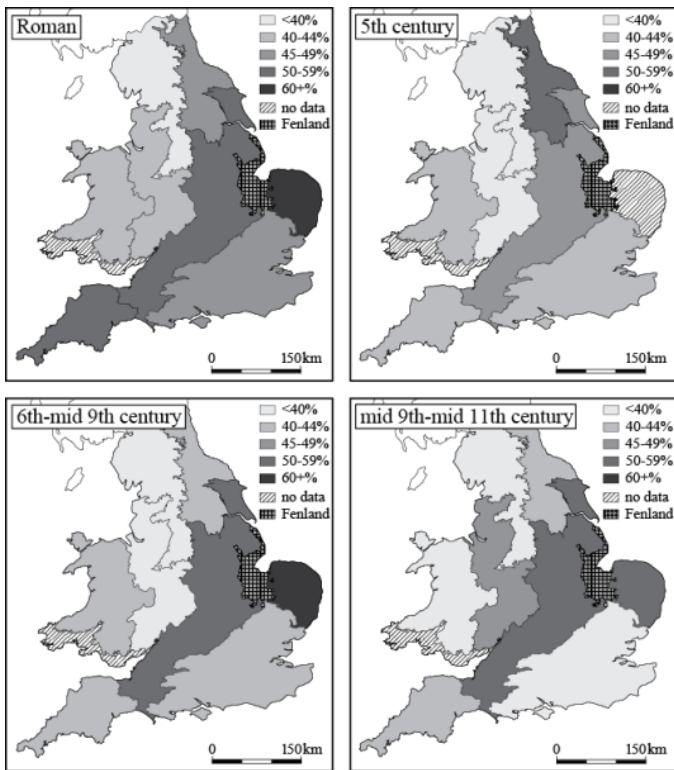 Roman
<40%
40-44%
45-49%
50-59%
60+%
no data
Fenland
0 150km
5th century
<40%
40-44%
45-49%
50-59%
60+%
no data
Fenland
0 150km
6th-mid 9th century
<40%
40-44%
45-49%
50-59%
60+%
no data
Fenland
0 150km
mid 9th-mid 11th century
<40%
40-44%
45-49%
50-59%
60+%
no data
Fenland
0 150km